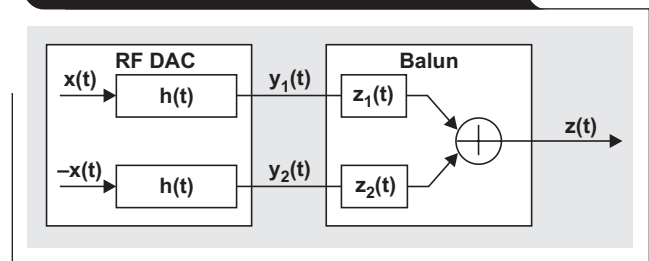 RF DAC Balun
x(t) h(t) y1(t) z1(t)
z(t)
–x(t) h(t) y2(t) z2(t)